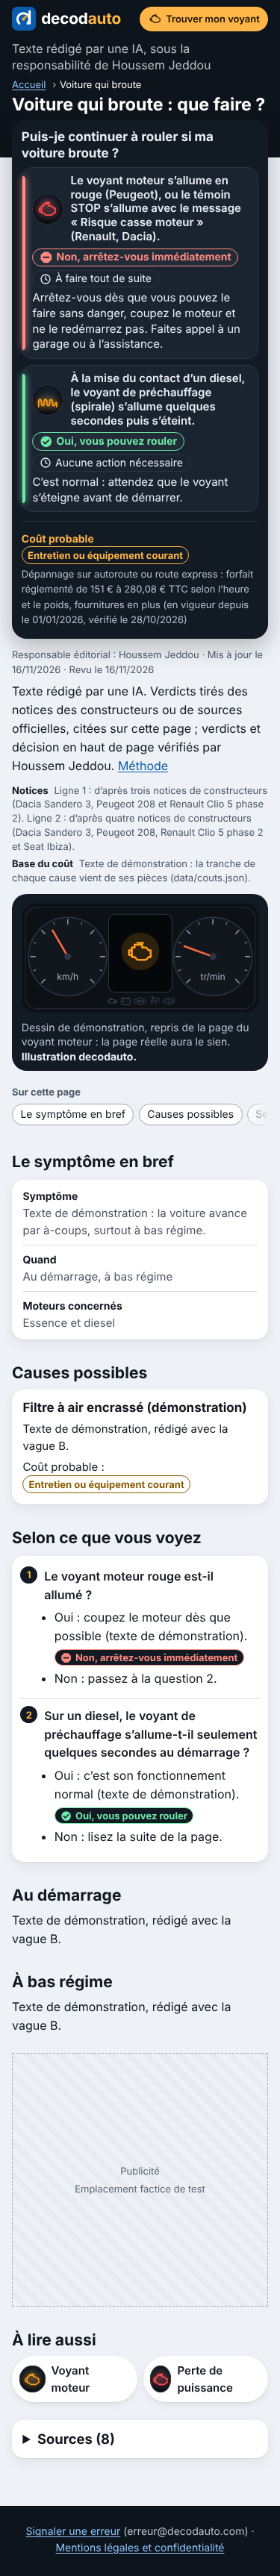 decodauto
Trouver mon voyant
Texte rédigé par une IA, sous la
responsabilité de Houssem Jeddou
Accueil › Voiture qui broute
Voiture qui broute : que faire ?
Puis-je continuer à rouler si ma
voiture broute ?
Le voyant moteur s’allume en
rouge (Peugeot), ou le témoin
STOP s’allume avec le message
« Risque casse moteur »
(Renault, Dacia).
Non, arrêtez-vous immédiatement
À faire tout de suite
Arrêtez-vous dès que vous pouvez le
faire sans danger, coupez le moteur et
ne le redémarrez pas. Faites appel à un
garage ou à l’assistance.
À la mise du contact d’un diesel,
le voyant de préchauffage
(spirale) s’allume quelques
secondes puis s’éteint.
Oui, vous pouvez rouler
Aucune action nécessaire
C’est normal : attendez que le voyant
s’éteigne avant de démarrer.
Coût probable
Entretien ou équipement courant
Dépannage sur autoroute ou route express : forfait
réglementé de 151 € à 280,08 € TTC selon l’heure
et le poids, fournitures en plus (en vigueur depuis
le 01/01/2026, vérifié le 28/10/2026)
Responsable éditorial : Houssem Jeddou · Mis à jour le
16/11/2026 · Revu le 16/11/2026
Texte rédigé par une IA. Verdicts tirés des
notices des constructeurs ou de sources
officielles, citées sur cette page ; verdicts et
décision en haut de page vérifiés par
Houssem Jeddou. Méthode
Notices Ligne 1 : d’après trois notices de constructeurs
(Dacia Sandero 3, Peugeot 208 et Renault Clio 5 phase
2). Ligne 2 : d’après quatre notices de constructeurs
(Dacia Sandero 3, Peugeot 208, Renault Clio 5 phase 2
et Seat Ibiza).
Base du coût Texte de démonstration : la tranche de
chaque cause vient de ses pièces (data/couts.json).
km/h
tr/min
Dessin de démonstration, repris de la page du
voyant moteur : la page réelle aura le sien.
Illustration decodauto.
Sur cette page
Le symptôme en bref
Causes possibles
Se
Le symptôme en bref
Symptôme
Texte de démonstration : la voiture avance
par à-coups, surtout à bas régime.
Quand
Au démarrage, à bas régime
Moteurs concernés
Essence et diesel
Causes possibles
Filtre à air encrassé (démonstration)
Texte de démonstration, rédigé avec la
vague B.
Coût probable :
Entretien ou équipement courant
Selon ce que vous voyez
1 Le voyant moteur rouge est-il
allumé ?
• Oui : coupez le moteur dès que
possible (texte de démonstration).
Non, arrêtez-vous immédiatement
• Non : passez à la question 2.
2 Sur un diesel, le voyant de
préchauffage s’allume-t-il seulement
quelques secondes au démarrage ?
• Oui : c’est son fonctionnement
normal (texte de démonstration).
Oui, vous pouvez rouler
• Non : lisez la suite de la page.
Au démarrage
Texte de démonstration, rédigé avec la
vague B.
À bas régime
Texte de démonstration, rédigé avec la
vague B.
Publicité
Emplacement factice de test
À lire aussi
Voyant
moteur
Perte de
puissance
Sources (8)
Signaler une erreur (erreur@decodauto.com) ·
Mentions légales et confidentialité